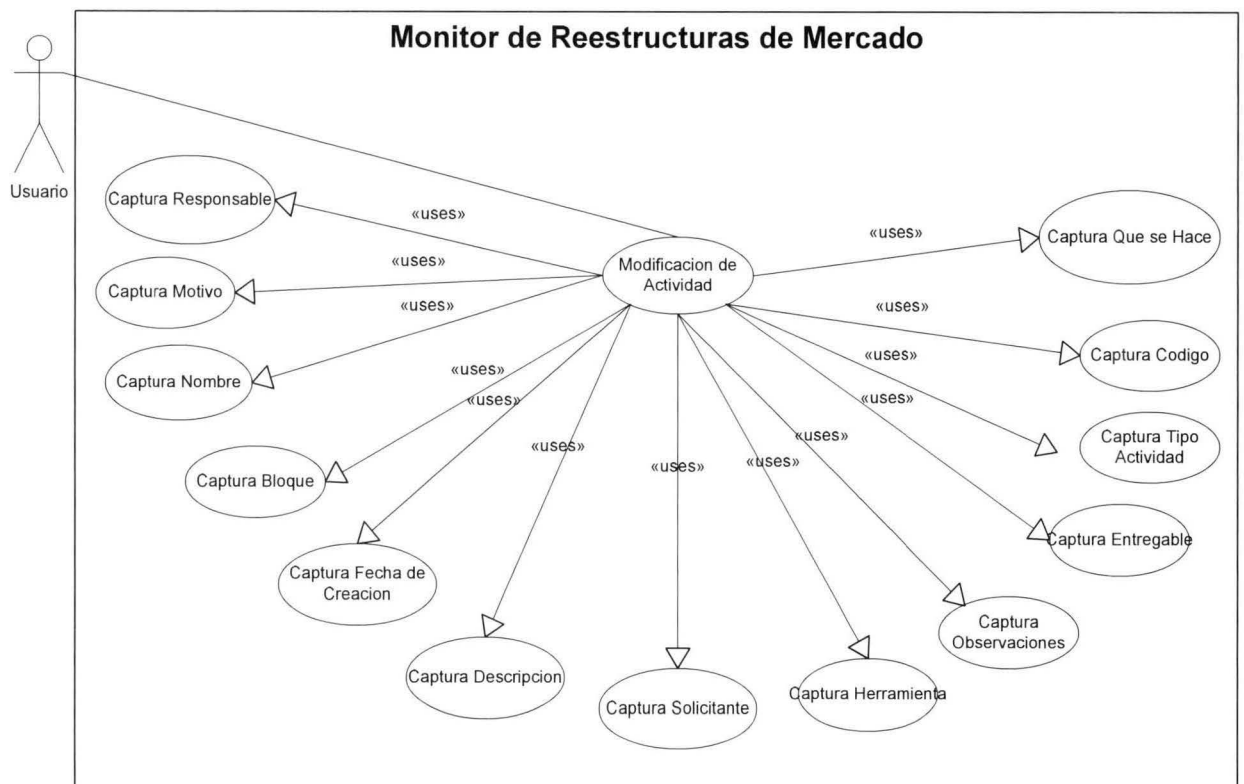 Monitor de Reestructuras de Mercado
Usuario
Captura Responsable
«uses»
«uses»
Captura Que se Hace
Modificacion de
Actividad
«uses»
Captura Motivo
«uses»
«uses»
Captura Nombre
Captura Codigo
«uses»
«uses»
«uses»
«uses»
Captura Tipo
Actividad
«uses»
«uses»
«uses»
«uses»
Captura Bloque
Captura Entregable
Captura Fecha de
Creacion
Captura
Observaciones
Captura Descripcion
Captura Herramienta
Captura Solicitante